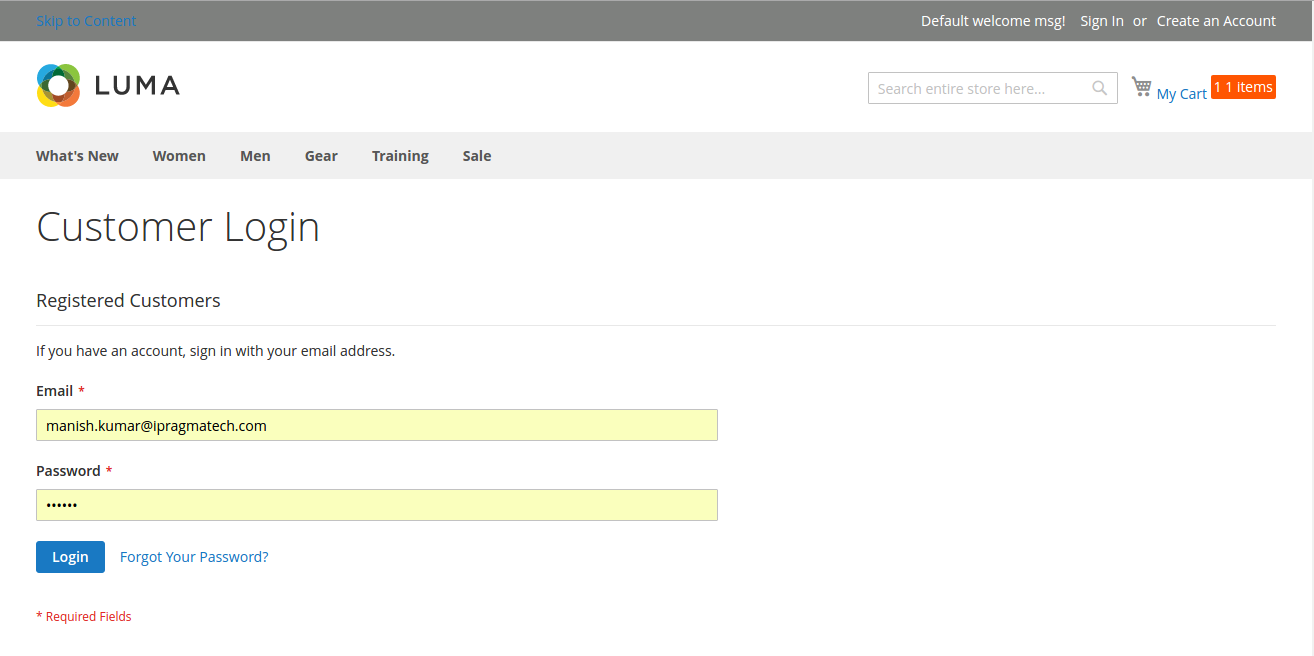 Skip to Content
Default welcome msg! Sign In or Create an Account
LUMA
Search entire store here...
My Cart 1 1 items
What's New Women Men Gear Training Sale
Customer Login
Registered Customers
If you have an account, sign in with your email address.
Email *
manish.kumar@ipragmatech.com
Password *
••••••
Login Forgot Your Password?
* Required Fields